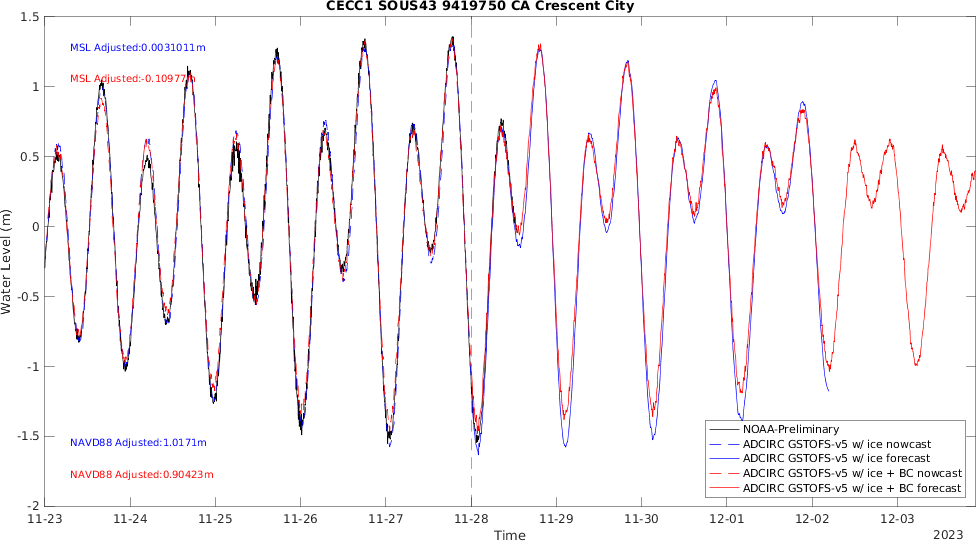 CECC1 SOUS43 9419750 CA Crescent City
1.5
1
0.5
0
-0.5
-1
-1.5
-2
Water Level (m)
MSL Adjusted:0.0031011m
MSL Adjusted:-0.10977m
NAVD88 Adjusted:1.0171m
NAVD88 Adjusted:0.90423m
NOAA-Preliminary
ADCIRC GSTOFS-v5 w/ ice nowcast
ADCIRC GSTOFS-v5 w/ ice forecast
ADCIRC GSTOFS-v5 w/ ice + BC nowcast
ADCIRC GSTOFS-v5 w/ ice + BC forecast
11-23 11-24 11-25 11-26 11-27 11-28 11-29 11-30 12-01 12-02 12-03
Time
2023